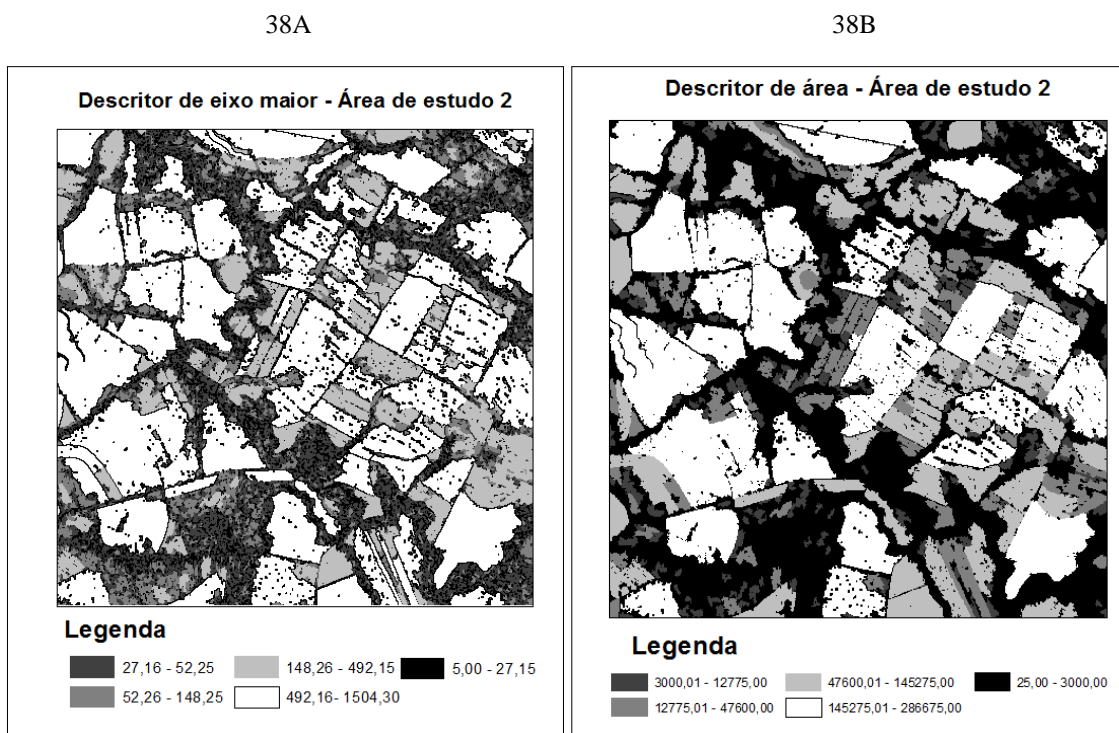 38A 38B
Descritor de eixo maior - Área de estudo 2
Legenda
27,16 - 52,25 148,26 - 492,15 5,00 - 27,15
52,26 - 148,25 492,16- 1504,30
Descritor de área - Área de estudo 2
Legenda
3000,01 - 12775,00 47600,01 - 145275,00 25,00 - 3000,00
12775,01 - 47600,00 145275,01 - 286675,00